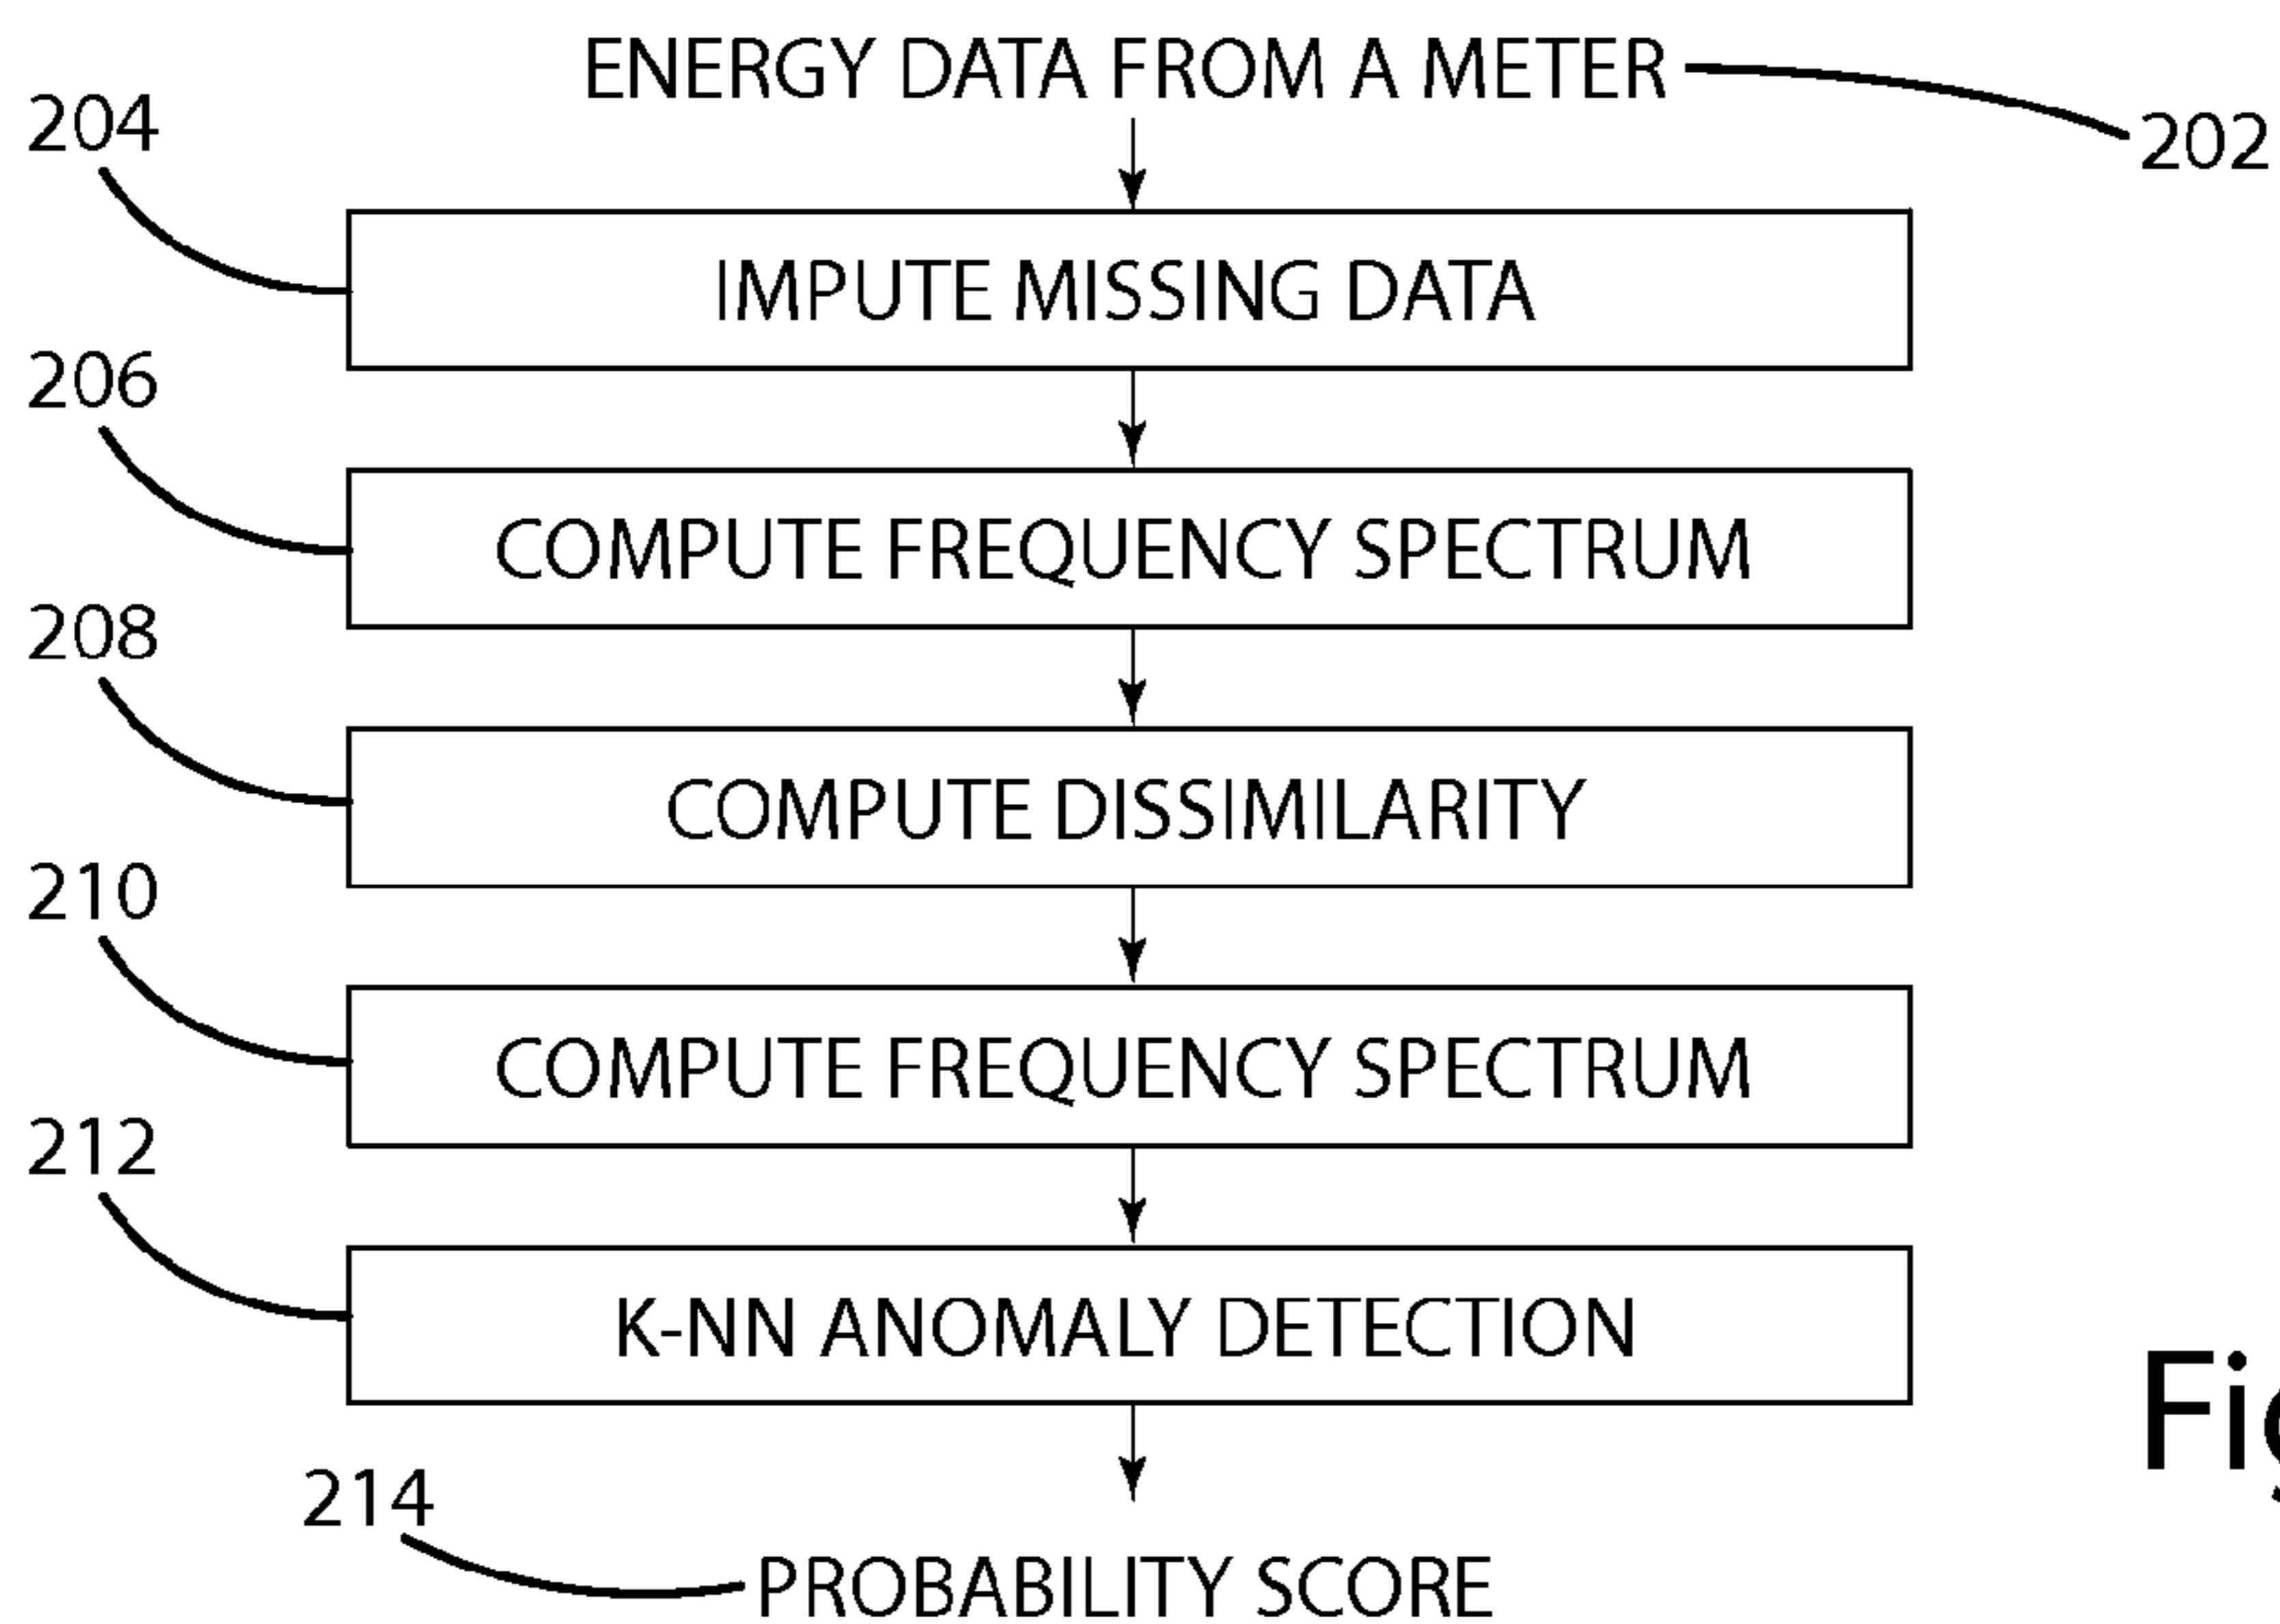 ENERGY DATA FROM A METER
202
204
IMPUTE MISSING DATA
206
COMPUTE FREQUENCY SPECTRUM
208
COMPUTE DISSIMILARITY
210
COMPUTE FREQUENCY SPECTRUM
212
K-NN ANOMALY DETECTION
214
PROBABILITY SCORE